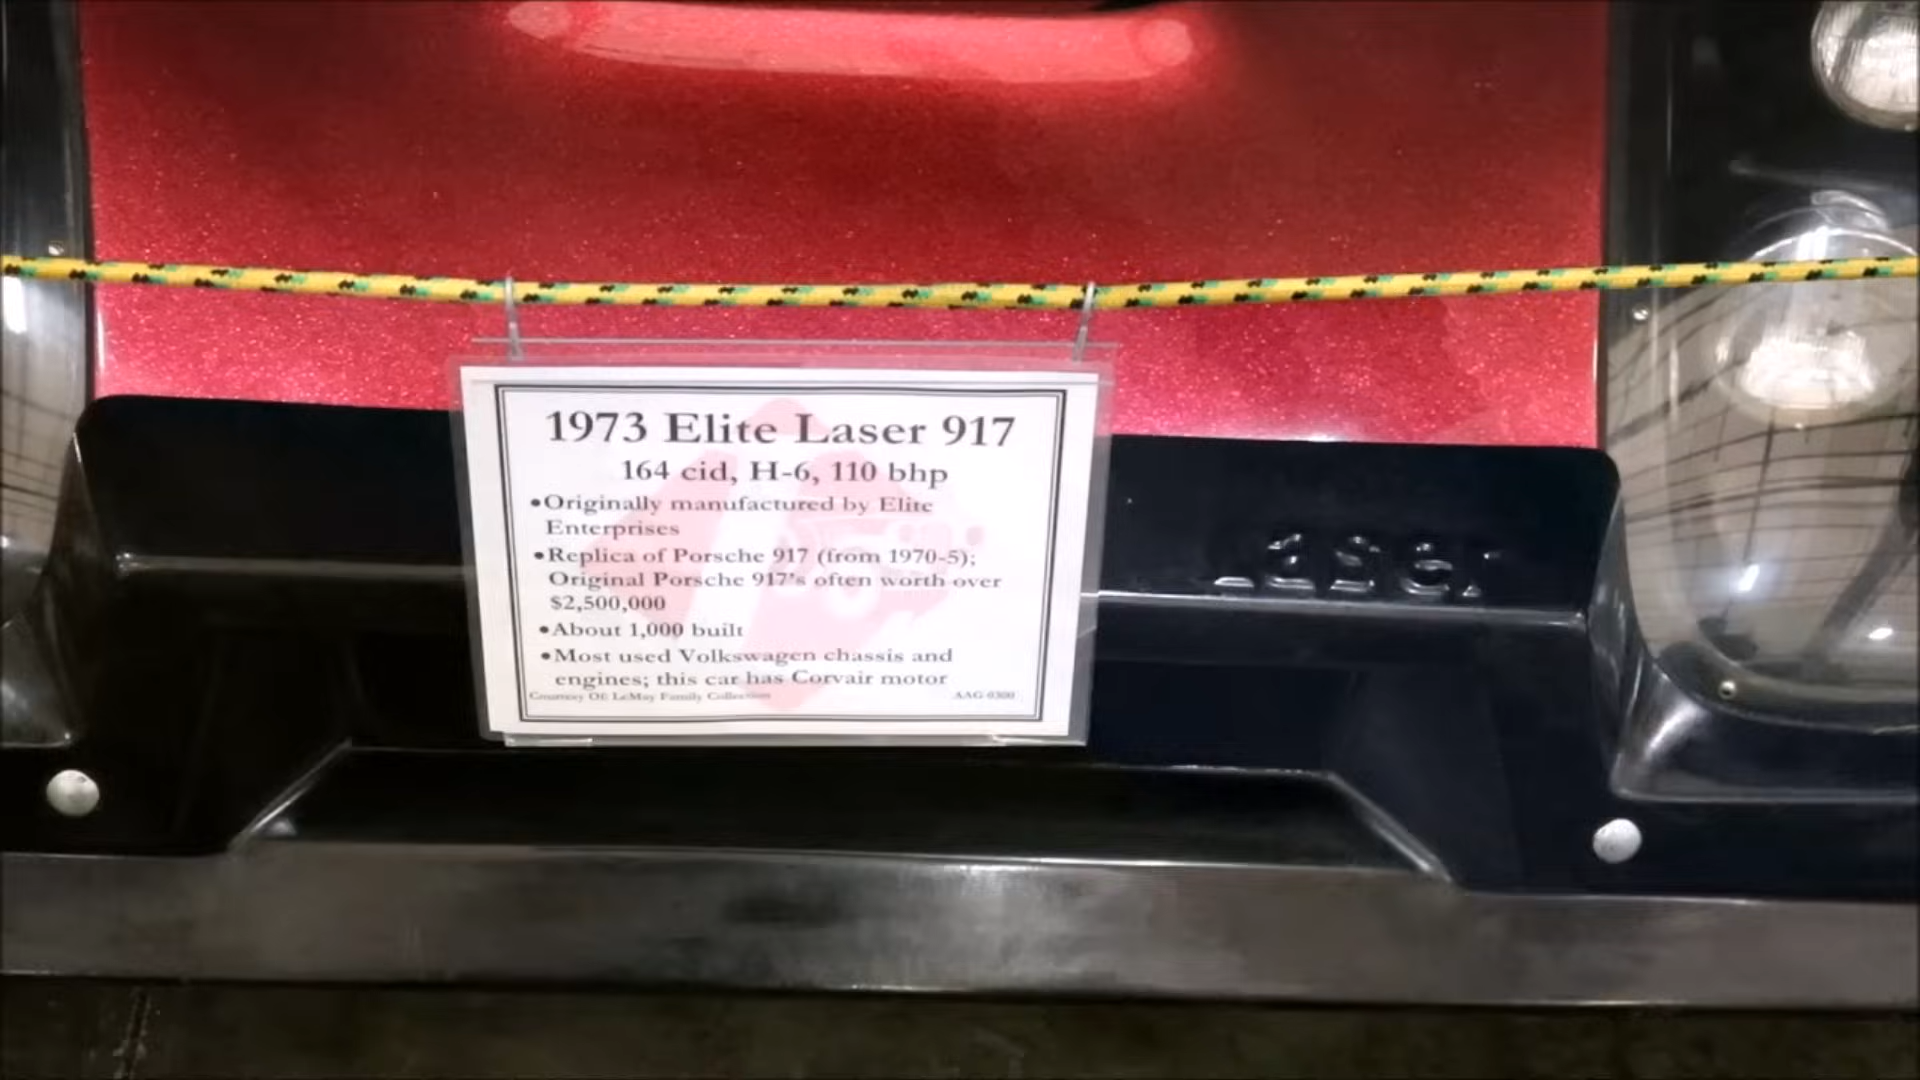 1973 Elite Laser 917
164 cid, H-6, 110 bhp
•Originally manufactured by Elite
Enterprises
•Replica of Porsche 917 (from 1970-5);
Original Porsche 917's often worth over
$2,500,000
•About 1,000 built
•Most used Volkswagen chassis and
engines; this car has Corvair motor
Courtesy Of: LeMay Family Collection AAG-0300
Laser